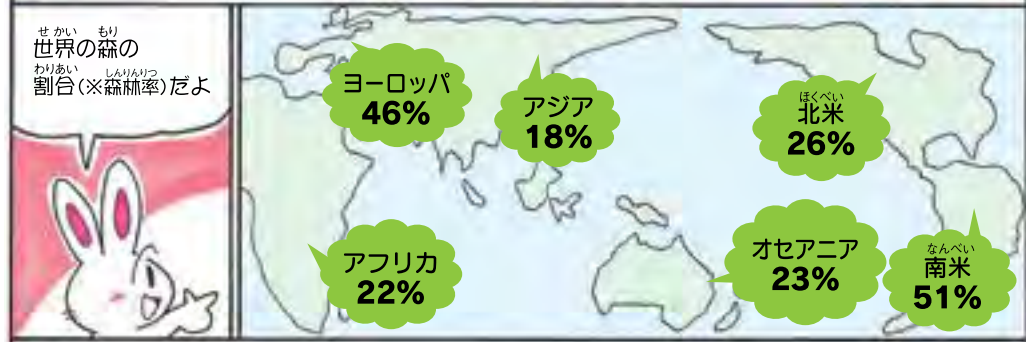 世界の森の
割合(※森林率)だよ
ヨーロッパ
46%
アジア
18%
北米
26%
アフリカ
22%
オセアニア
23%
南米
51%